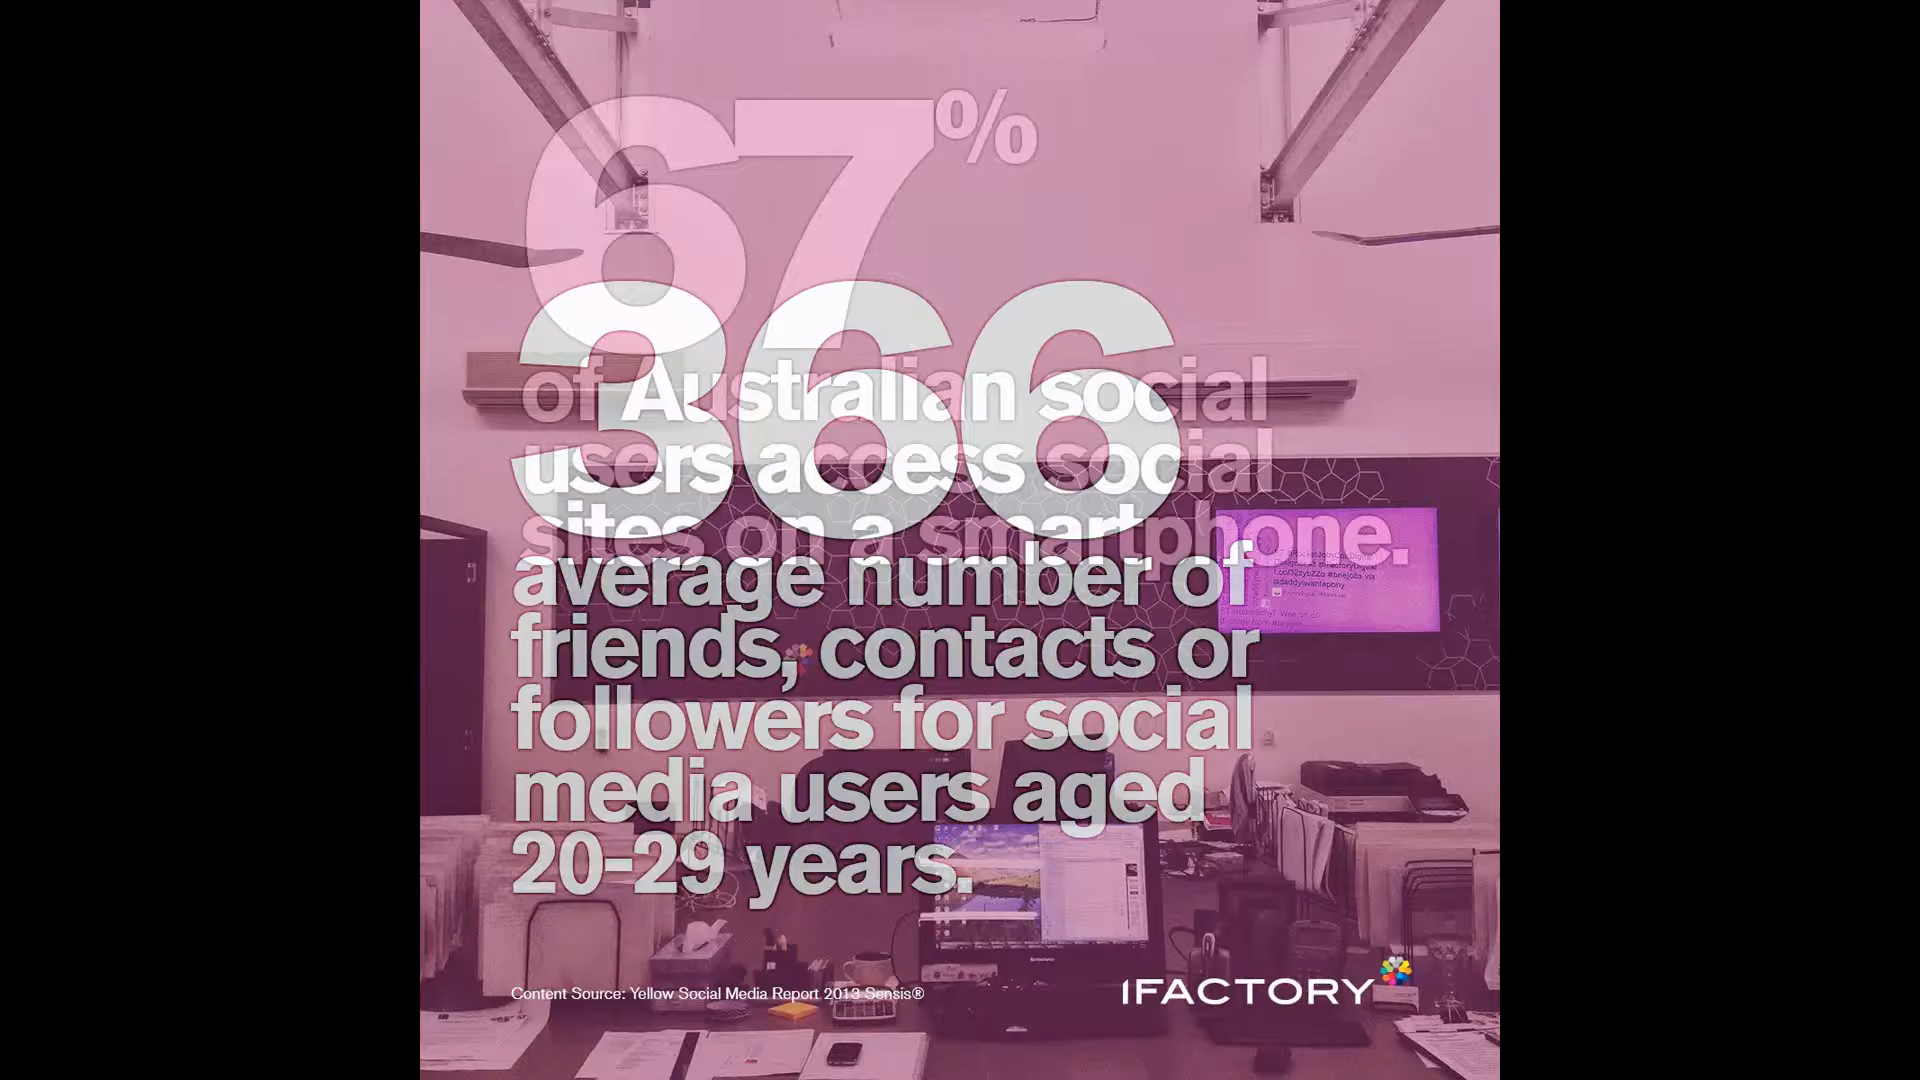 67%
of Australian social
users access social
sites on a smartphone.
366
average number of
friends, contacts or
followers for social
media users aged
20-29 years.
Content Source: Yellow Social Media Report 2013 Sensis®
IFACTORY